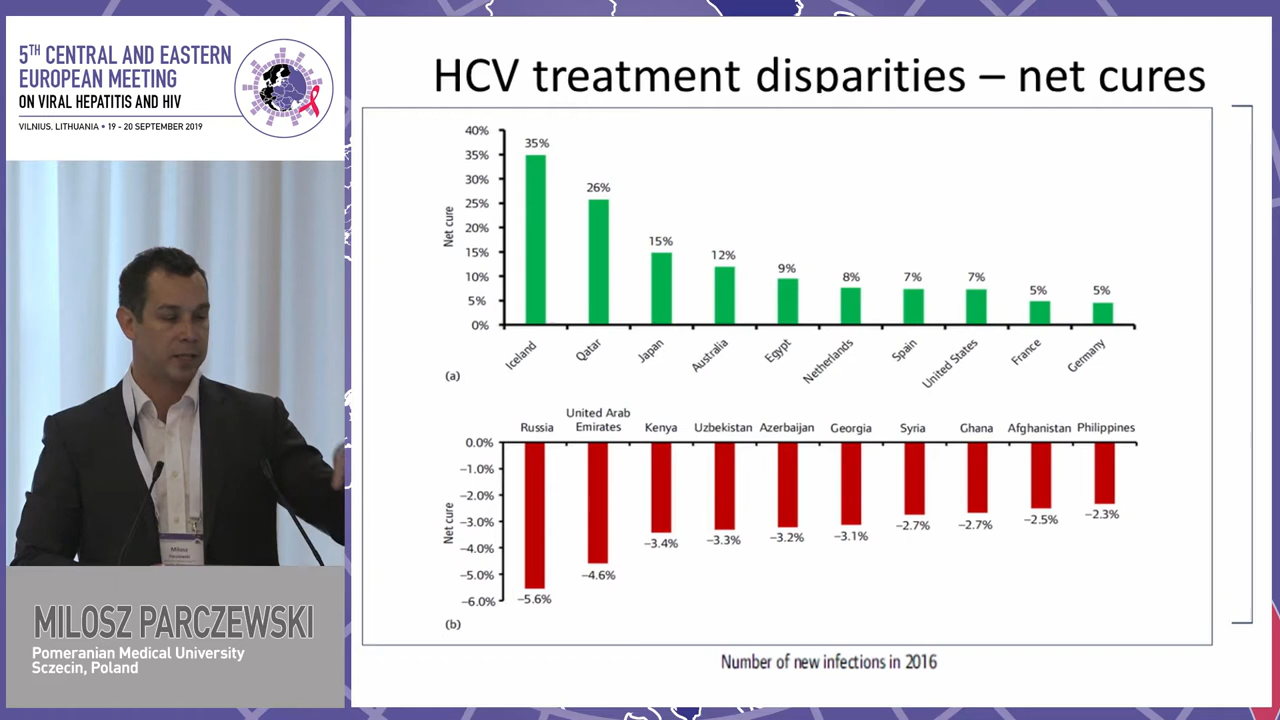 5TH CENTRAL AND EASTERN
EUROPEAN MEETING
ON VIRAL HEPATITIS AND HIV
VILNIUS, LITHUANIA • 19 - 20 SEPTEMBER 2019
Milosz
Parczewski
MILOSZ PARCZEWSKI
Pomeranian Medical University
Sczecin, Poland
HCV treatment disparities – net cures
40%
35%
30%
25%
20%
15%
10%
5%
0%
Net cure
35%
26%
15%
12%
9%
8%
7%
7%
5%
5%
Iceland
Qatar
Japan
Australia
Egypt
Netherlands
Spain
United States
France
Germany
(a)
Russia
United Arab
Emirates
Kenya
Uzbekistan
Azerbaijan
Georgia
Syria
Ghana
Afghanistan
Philippines
0.0%
–1.0%
–2.0%
–3.0%
–4.0%
–5.0%
–6.0%
Net cure
–5.6%
–4.6%
–3.4%
–3.3%
–3.2%
–3.1%
–2.7%
–2.7%
–2.5%
–2.3%
(b)
Number of new infections in 2016